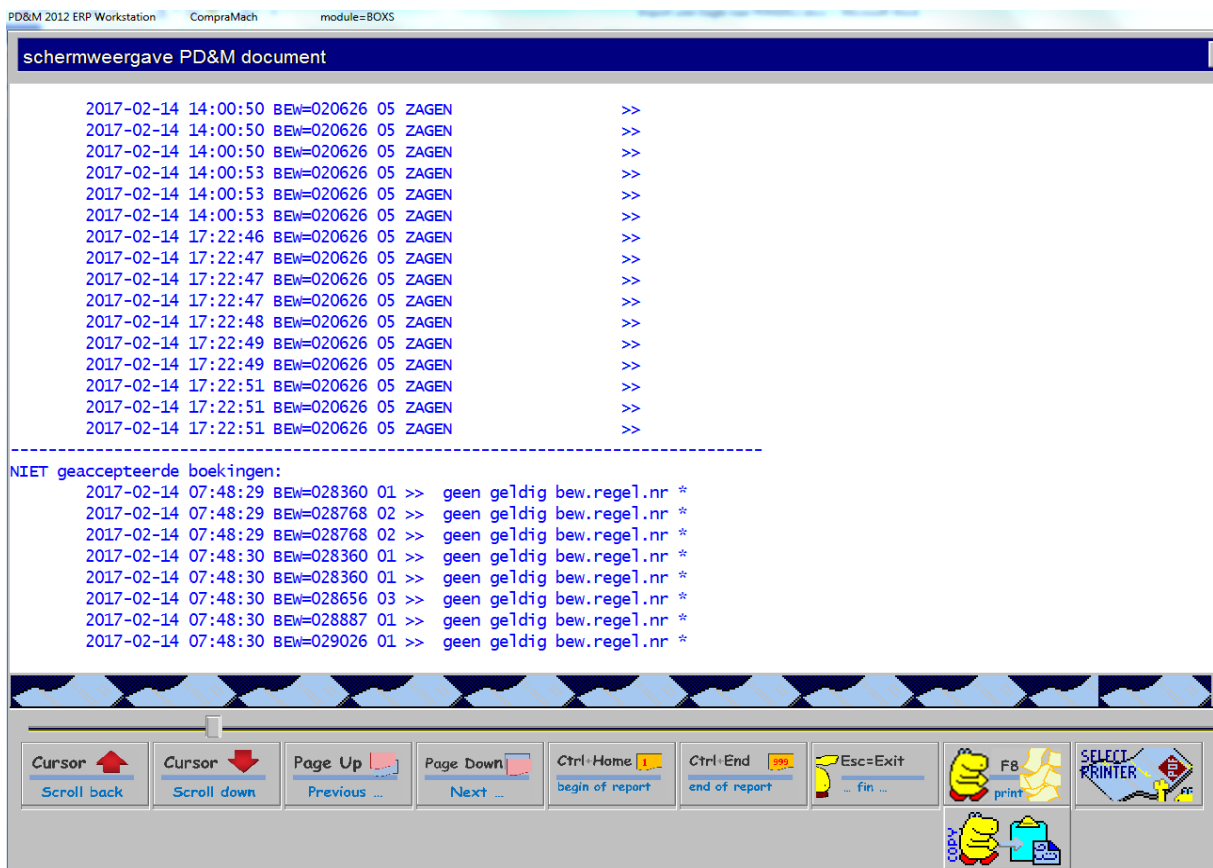 PD&M 2012 ERP Workstation CompraMach module=BOXS
schermweergave PD&M document
2017-02-14 14:00:50 BEW=020626 05 ZAGEN >>
2017-02-14 14:00:50 BEW=020626 05 ZAGEN >>
2017-02-14 14:00:50 BEW=020626 05 ZAGEN >>
2017-02-14 14:00:53 BEW=020626 05 ZAGEN >>
2017-02-14 14:00:53 BEW=020626 05 ZAGEN >>
2017-02-14 14:00:53 BEW=020626 05 ZAGEN >>
2017-02-14 17:22:46 BEW=020626 05 ZAGEN >>
2017-02-14 17:22:47 BEW=020626 05 ZAGEN >>
2017-02-14 17:22:47 BEW=020626 05 ZAGEN >>
2017-02-14 17:22:47 BEW=020626 05 ZAGEN >>
2017-02-14 17:22:48 BEW=020626 05 ZAGEN >>
2017-02-14 17:22:49 BEW=020626 05 ZAGEN >>
2017-02-14 17:22:49 BEW=020626 05 ZAGEN >>
2017-02-14 17:22:51 BEW=020626 05 ZAGEN >>
2017-02-14 17:22:51 BEW=020626 05 ZAGEN >>
2017-02-14 17:22:51 BEW=020626 05 ZAGEN >>
--------------------------------------------------------------------------------
NIET geaccepteerde boekingen:
2017-02-14 07:48:29 BEW=028360 01 >> geen geldig bew.regel.nr *
2017-02-14 07:48:29 BEW=028768 02 >> geen geldig bew.regel.nr *
2017-02-14 07:48:29 BEW=028768 02 >> geen geldig bew.regel.nr *
2017-02-14 07:48:30 BEW=028360 01 >> geen geldig bew.regel.nr *
2017-02-14 07:48:30 BEW=028360 01 >> geen geldig bew.regel.nr *
2017-02-14 07:48:30 BEW=028656 03 >> geen geldig bew.regel.nr *
2017-02-14 07:48:30 BEW=028887 01 >> geen geldig bew.regel.nr *
2017-02-14 07:48:30 BEW=029026 01 >> geen geldig bew.regel.nr *
Cursor
Scroll back
Cursor
Scroll down
Page Up
Previous ...
Page Down
Next ...
Ctrl+Home 1
begin of report
Ctrl+End 999
end of report
Esc=Exit
... fin ...
F8
print
SELECT
PRINTER
COPY